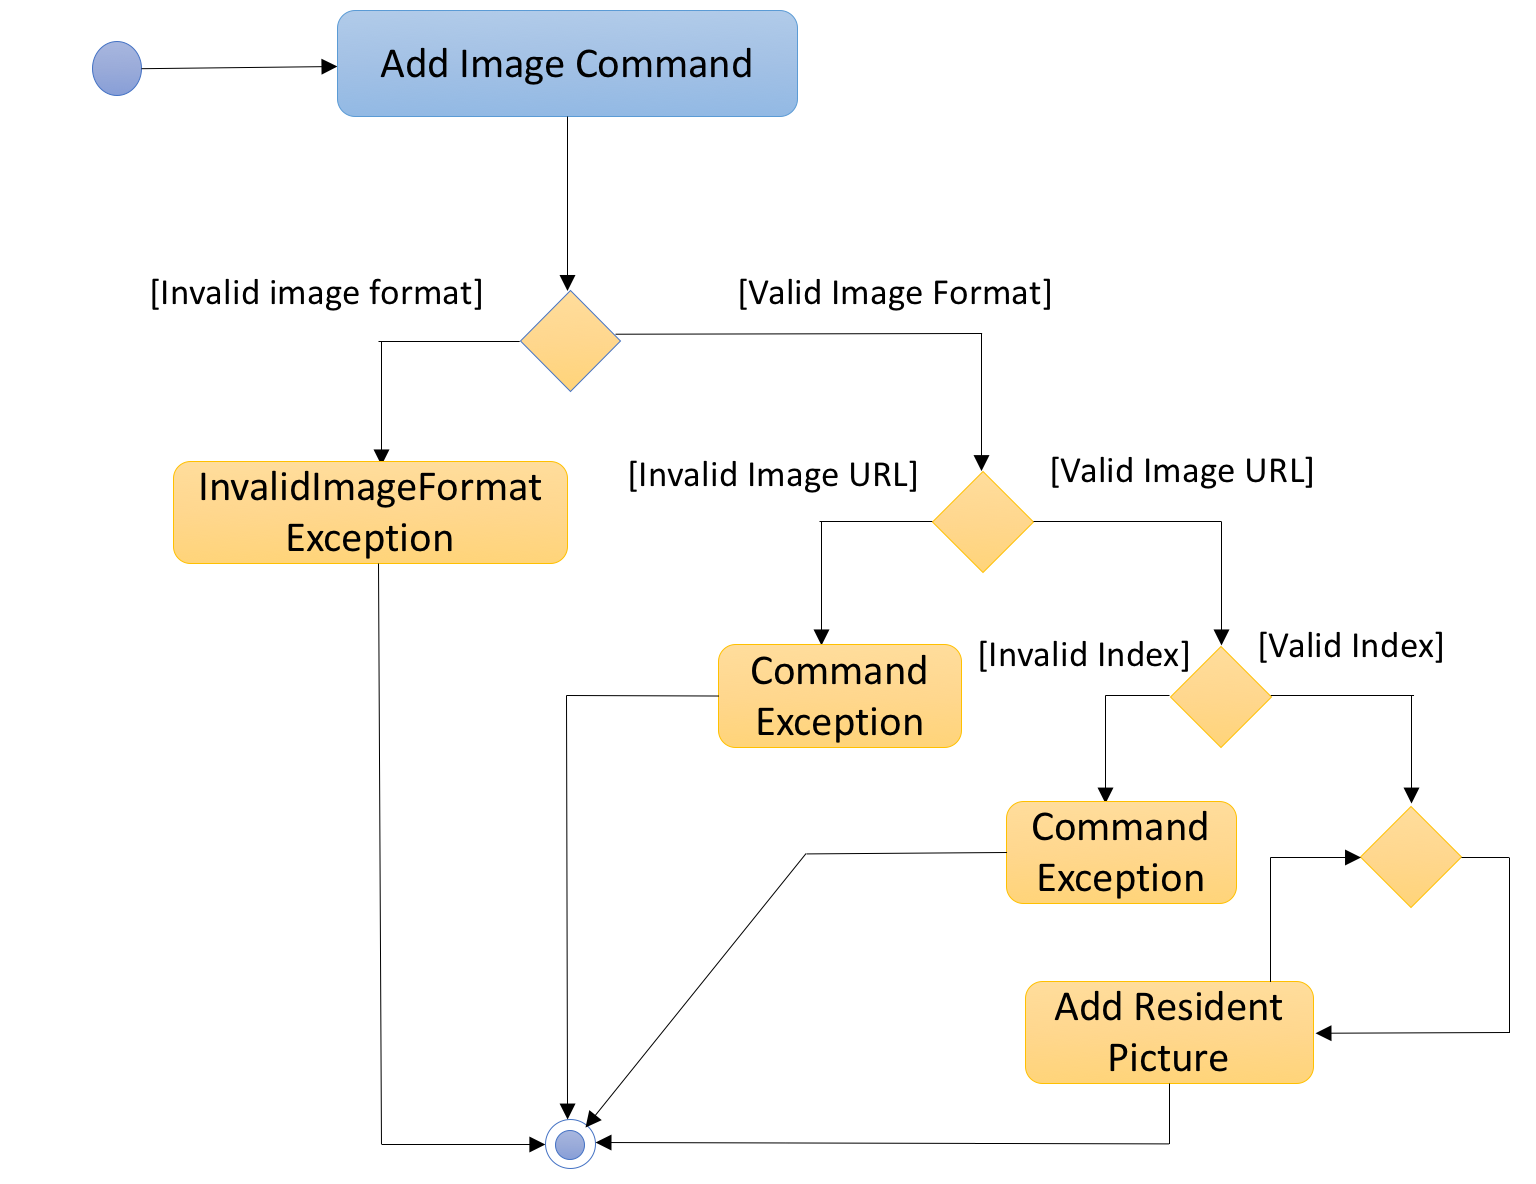 Add Image Command
[Invalid image format]
[Valid Image Format]
InvalidImageFormat
Exception
[Invalid Image URL]
[Valid Image URL]
Command
Exception
[Invalid Index]
[Valid Index]
Command
Exception
Add Resident
Picture